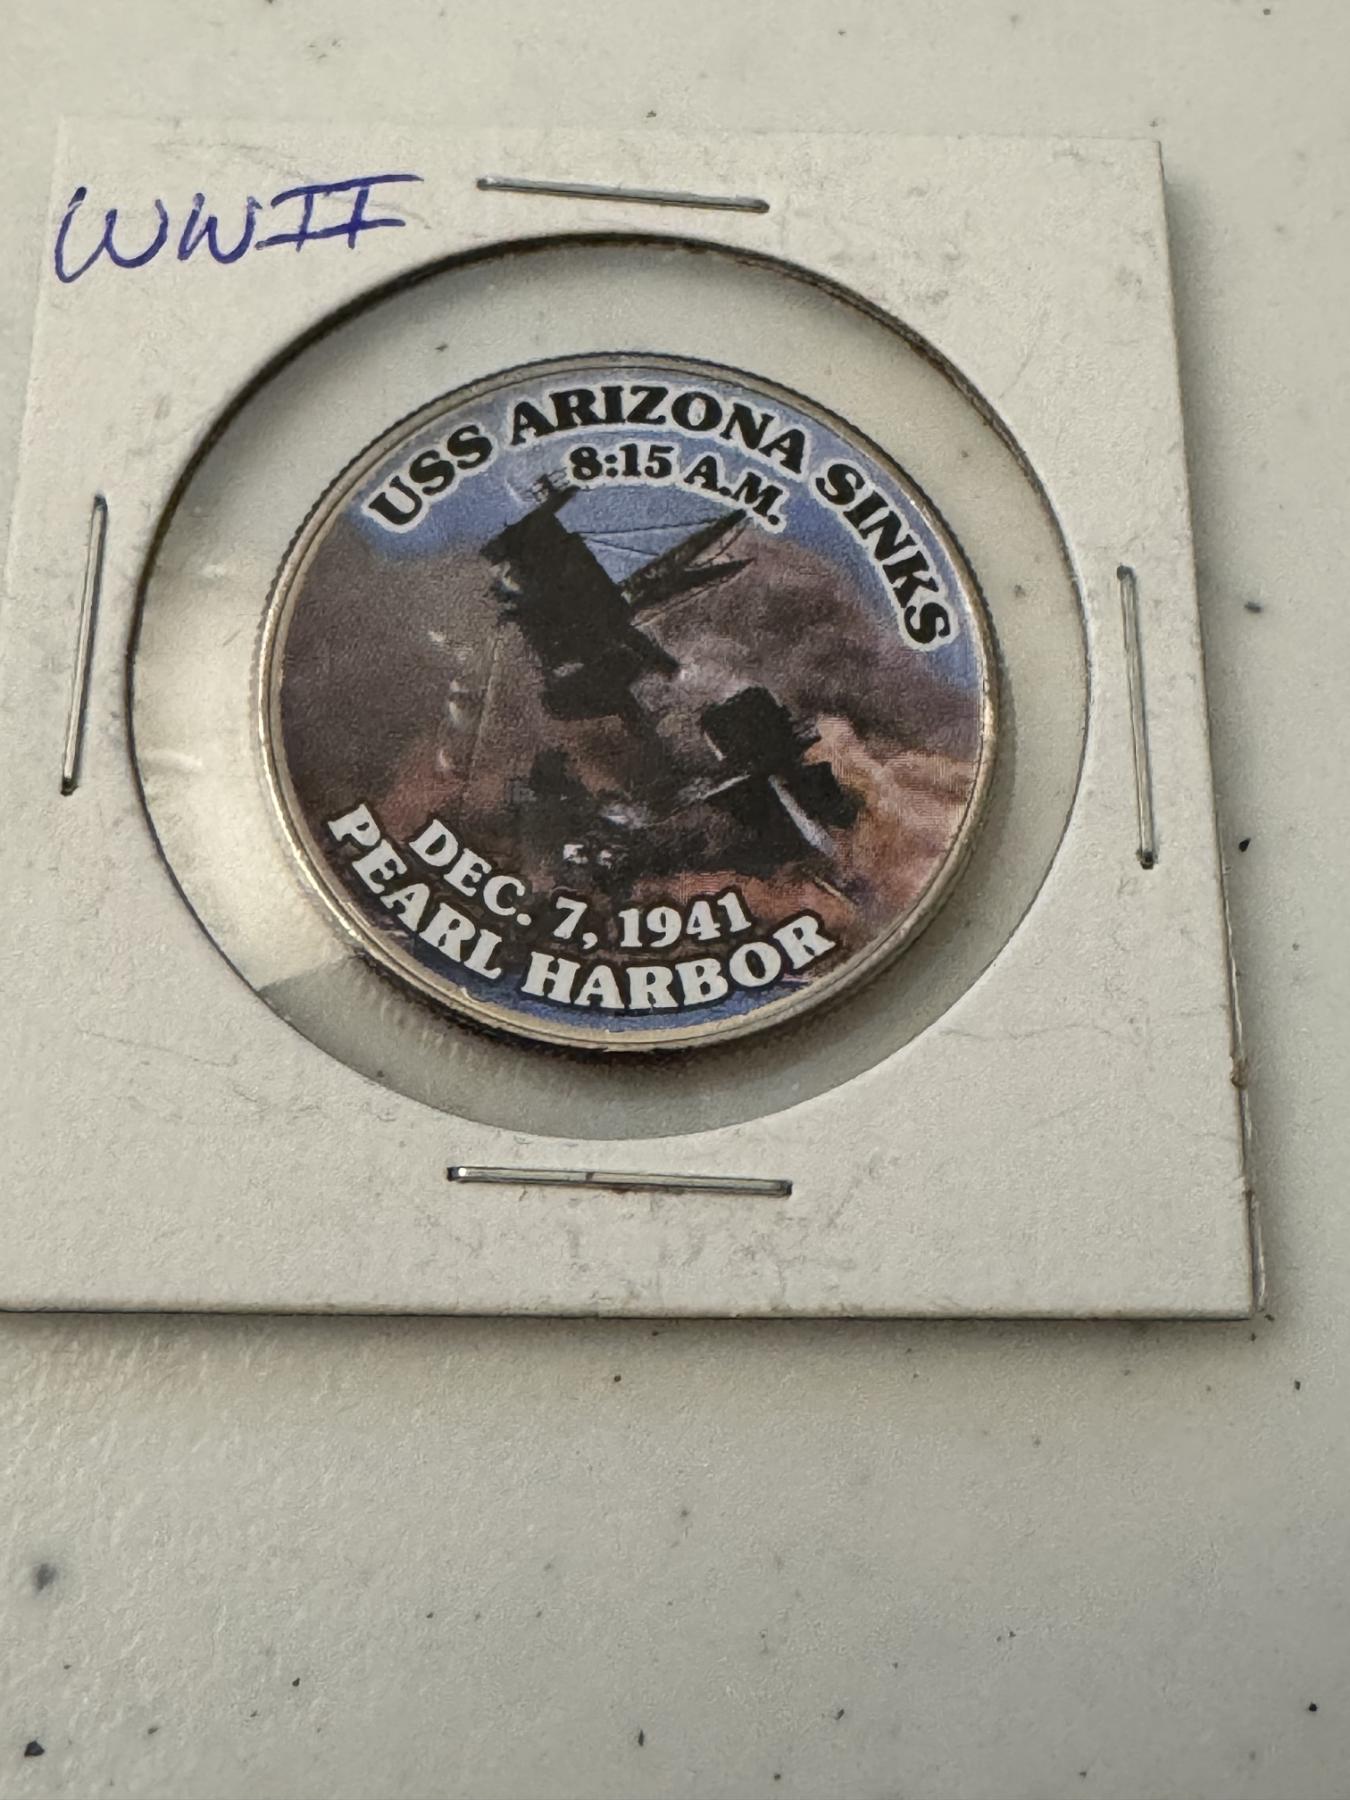 WWII
USS ARIZONA SINKS
8:15 A.M.
DEC. 7, 1941
PEARL HARBOR